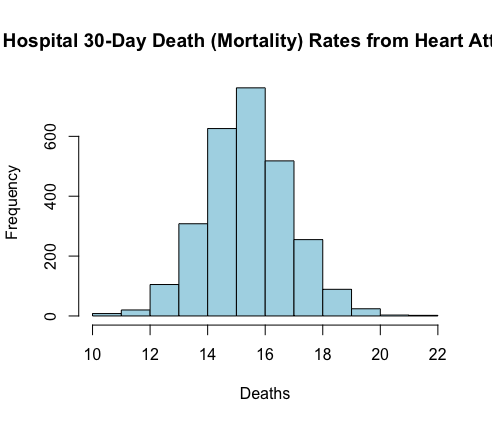 Hospital 30-Day Death (Mortality) Rates from Heart Att
Frequency
600
400
200
0
10 12 14 16 18 20 22
Deaths